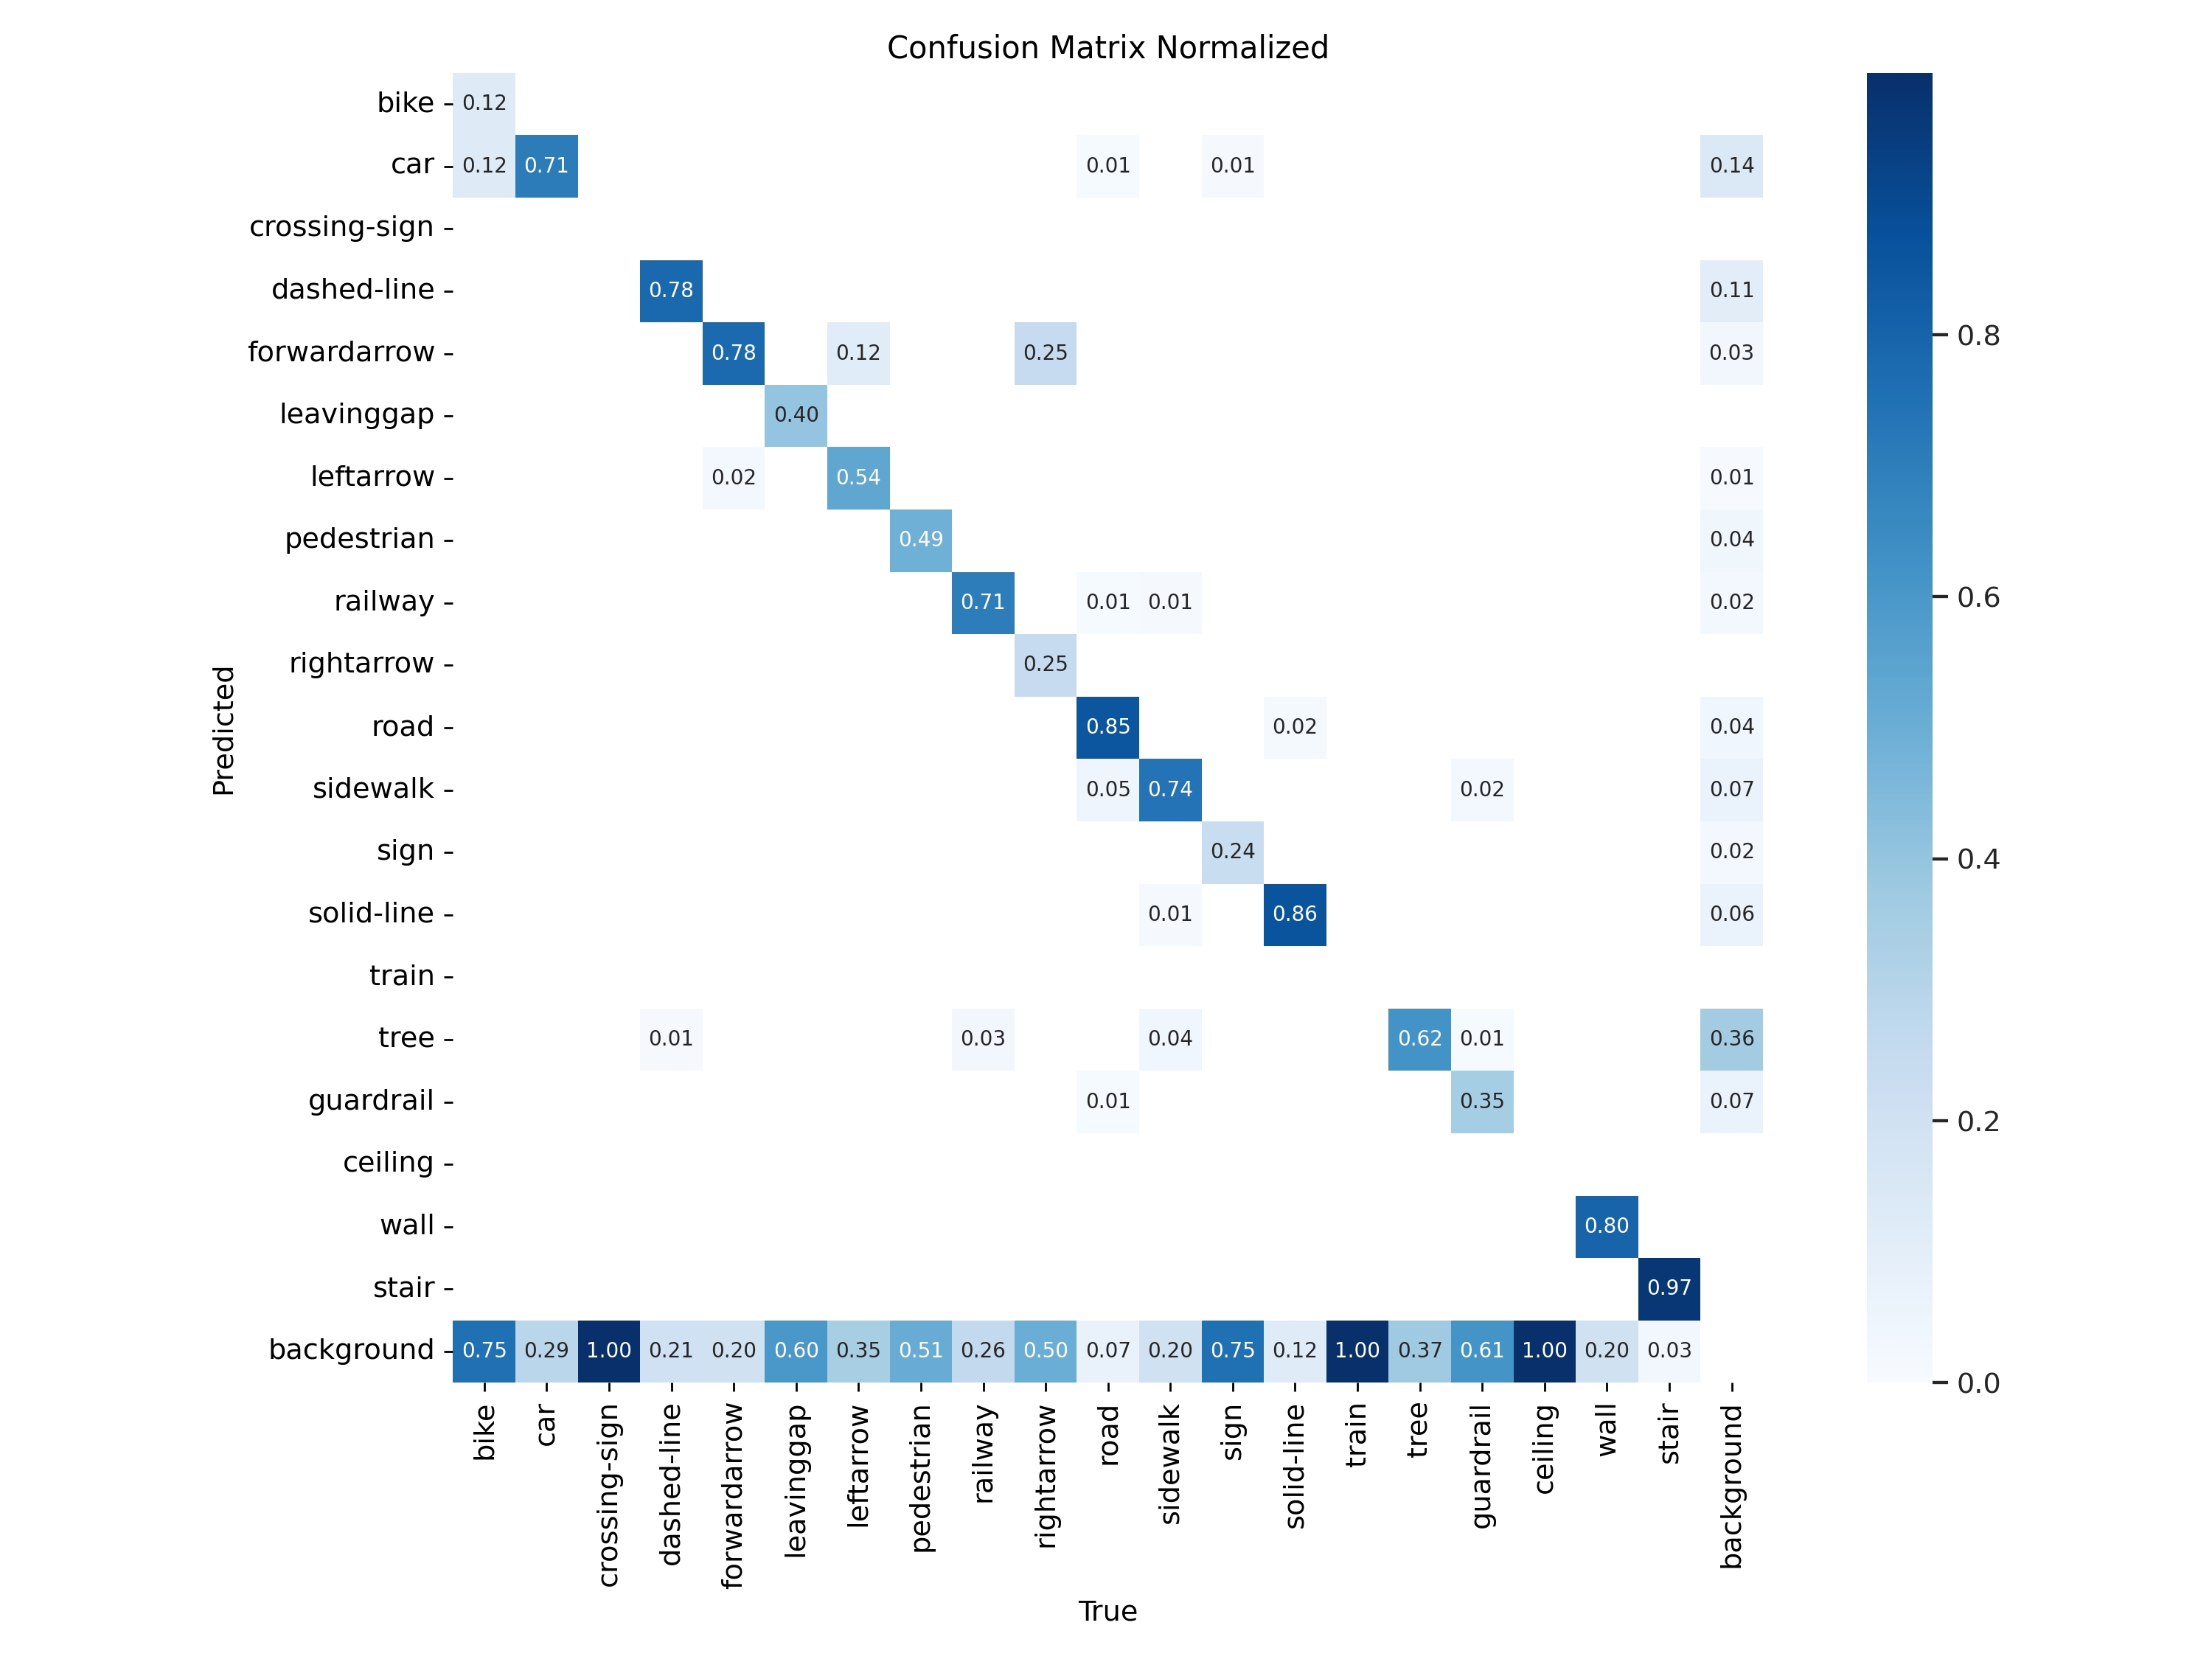 Confusion Matrix Normalized
bike 0.12
car 0.12 0.71 0.01 0.01 0.14
crossing-sign
dashed-line 0.78 0.11
forwardarrow 0.78 0.12 0.25 0.03
leavinggap 0.40
leftarrow 0.02 0.54 0.01
pedestrian 0.49 0.04
railway 0.71 0.01 0.01 0.02
rightarrow 0.25
road 0.85 0.02 0.04
sidewalk 0.05 0.74 0.02 0.07
sign 0.24 0.02
solid-line 0.01 0.86 0.06
train
tree 0.01 0.03 0.04 0.62 0.01 0.36
guardrail 0.01 0.35 0.07
ceiling
wall 0.80
stair 0.97
background 0.75 0.29 1.00 0.21 0.20 0.60 0.35 0.51 0.26 0.50 0.07 0.20 0.75 0.12 1.00 0.37 0.61 1.00 0.20 0.03
Predicted
bike
car
crossing-sign
dashed-line
forwardarrow
leavinggap
leftarrow
pedestrian
railway
rightarrow
road
sidewalk
sign
solid-line
train
tree
guardrail
ceiling
wall
stair
background
True
0.8
0.6
0.4
0.2
0.0